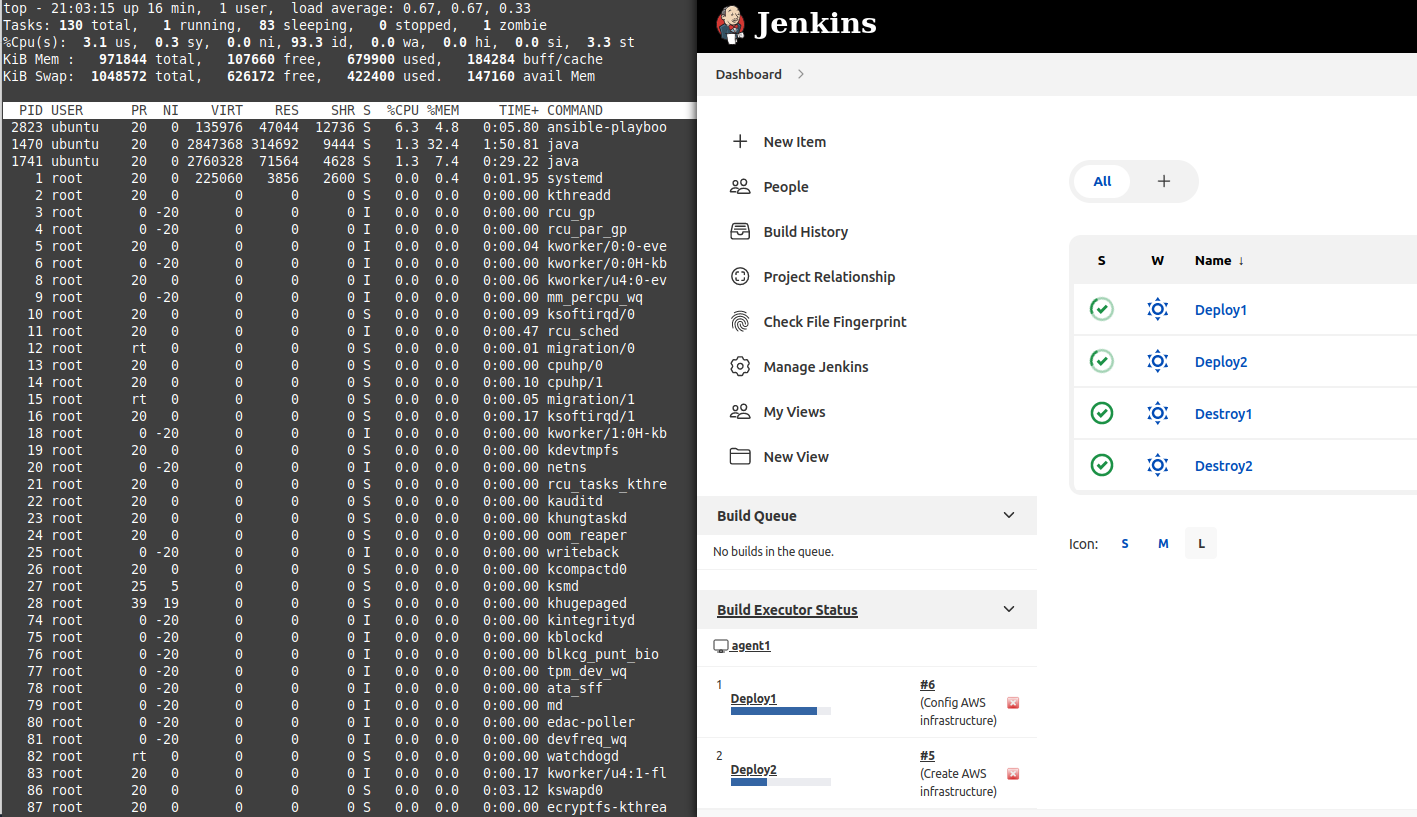 top - 21:03:15 up 16 min,  1 user,  load average: 0.67, 0.67, 0.33
Tasks: 130 total,   1 running,  83 sleeping,   0 stopped,   1 zombie
%Cpu(s):  3.1 us,  0.3 sy,  0.0 ni, 93.3 id,  0.0 wa,  0.0 hi,  0.0 si,  3.3 st
KiB Mem :   971844 total,   107660 free,   679900 used,   184284 buff/cache
KiB Swap:  1048572 total,   626172 free,   422400 used.   147160 avail Mem
PID USER PR NI VIRT RES SHR S %CPU %MEM TIME+ COMMAND
2823 ubuntu 20 0 135976 47044 12736 S 6.3 4.8 0:05.80 ansible-playboo
1470 ubuntu 20 0 2847368 314692 9444 S 1.3 32.4 1:50.81 java
1741 ubuntu 20 0 2760328 71564 4628 S 1.3 7.4 0:29.22 java
1 root 20 0 225060 3856 2600 S 0.0 0.4 0:01.95 systemd
2 root 20 0 0 0 0 S 0.0 0.0 0:00.00 kthreadd
3 root 0 -20 0 0 0 I 0.0 0.0 0:00.00 rcu_gp
4 root 0 -20 0 0 0 I 0.0 0.0 0:00.00 rcu_par_gp
5 root 20 0 0 0 0 I 0.0 0.0 0:00.04 kworker/0:0-eve
6 root 0 -20 0 0 0 I 0.0 0.0 0:00.00 kworker/0:0H-kb
8 root 20 0 0 0 0 I 0.0 0.0 0:00.06 kworker/u4:0-ev
9 root 0 -20 0 0 0 I 0.0 0.0 0:00.00 mm_percpu_wq
10 root 20 0 0 0 0 S 0.0 0.0 0:00.09 ksoftirqd/0
11 root 20 0 0 0 0 I 0.0 0.0 0:00.47 rcu_sched
12 root rt 0 0 0 0 S 0.0 0.0 0:00.01 migration/0
13 root 20 0 0 0 0 S 0.0 0.0 0:00.00 cpuhp/0
14 root 20 0 0 0 0 S 0.0 0.0 0:00.10 cpuhp/1
15 root rt 0 0 0 0 S 0.0 0.0 0:00.05 migration/1
16 root 20 0 0 0 0 S 0.0 0.0 0:00.17 ksoftirqd/1
18 root 0 -20 0 0 0 I 0.0 0.0 0:00.00 kworker/1:0H-kb
19 root 20 0 0 0 0 S 0.0 0.0 0:00.00 kdevtmpfs
20 root 0 -20 0 0 0 I 0.0 0.0 0:00.00 netns
21 root 20 0 0 0 0 S 0.0 0.0 0:00.00 rcu_tasks_kthre
22 root 20 0 0 0 0 S 0.0 0.0 0:00.00 kauditd
23 root 20 0 0 0 0 S 0.0 0.0 0:00.00 khungtaskd
24 root 20 0 0 0 0 S 0.0 0.0 0:00.00 oom_reaper
25 root 0 -20 0 0 0 I 0.0 0.0 0:00.00 writeback
26 root 20 0 0 0 0 S 0.0 0.0 0:00.00 kcompactd0
27 root 25 5 0 0 0 S 0.0 0.0 0:00.00 ksmd
28 root 39 19 0 0 0 S 0.0 0.0 0:00.00 khugepaged
74 root 0 -20 0 0 0 I 0.0 0.0 0:00.00 kintegrityd
75 root 0 -20 0 0 0 I 0.0 0.0 0:00.00 kblockd
76 root 0 -20 0 0 0 I 0.0 0.0 0:00.00 blkcg_punt_bio
77 root 0 -20 0 0 0 I 0.0 0.0 0:00.00 tpm_dev_wq
78 root 0 -20 0 0 0 I 0.0 0.0 0:00.00 ata_sff
79 root 0 -20 0 0 0 I 0.0 0.0 0:00.00 md
80 root 0 -20 0 0 0 I 0.0 0.0 0:00.00 edac-poller
81 root 0 -20 0 0 0 I 0.0 0.0 0:00.00 devfreq_wq
82 root rt 0 0 0 0 S 0.0 0.0 0:00.00 watchdogd
83 root 20 0 0 0 0 I 0.0 0.0 0:00.17 kworker/u4:1-fl
86 root 20 0 0 0 0 S 0.0 0.0 0:03.12 kswapd0
87 root 20 0 0 0 0 S 0.0 0.0 0:00.00 ecryptfs-kthrea
Jenkins
Dashboard
New Item
People
Build History
Project Relationship
Check File Fingerprint
Manage Jenkins
My Views
New View
Build Queue
No builds in the queue.
Build Executor Status
agent1
1 Deploy1 #6
(Config AWS
infrastructure)
2 Deploy2 #5
(Create AWS
infrastructure)
All +
S W Name ↓
Deploy1
Deploy2
Destroy1
Destroy2
Icon: S M L